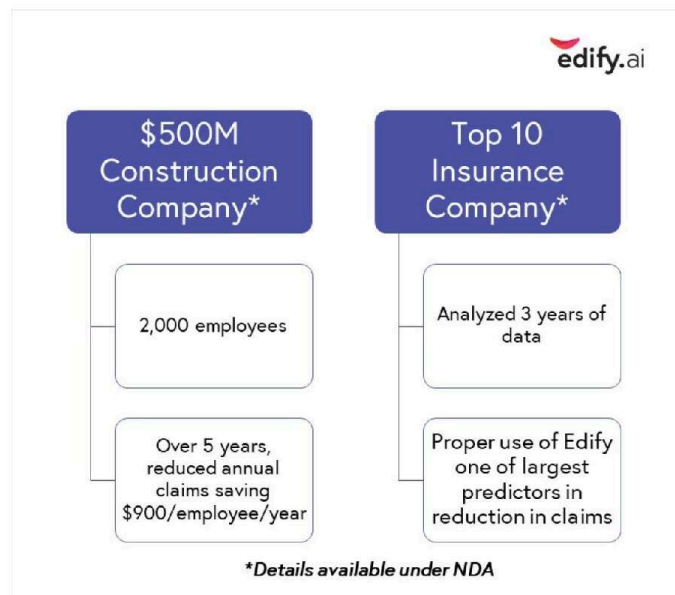 edify.ai
$500M
Construction
Company*
2,000 employees
Over 5 years,
reduced annual
claims saving
$900/employee/year
Top 10
Insurance
Company*
Analyzed 3 years of
data
Proper use of Edify
one of largest
predictors in
reduction in claims
*Details available under NDA